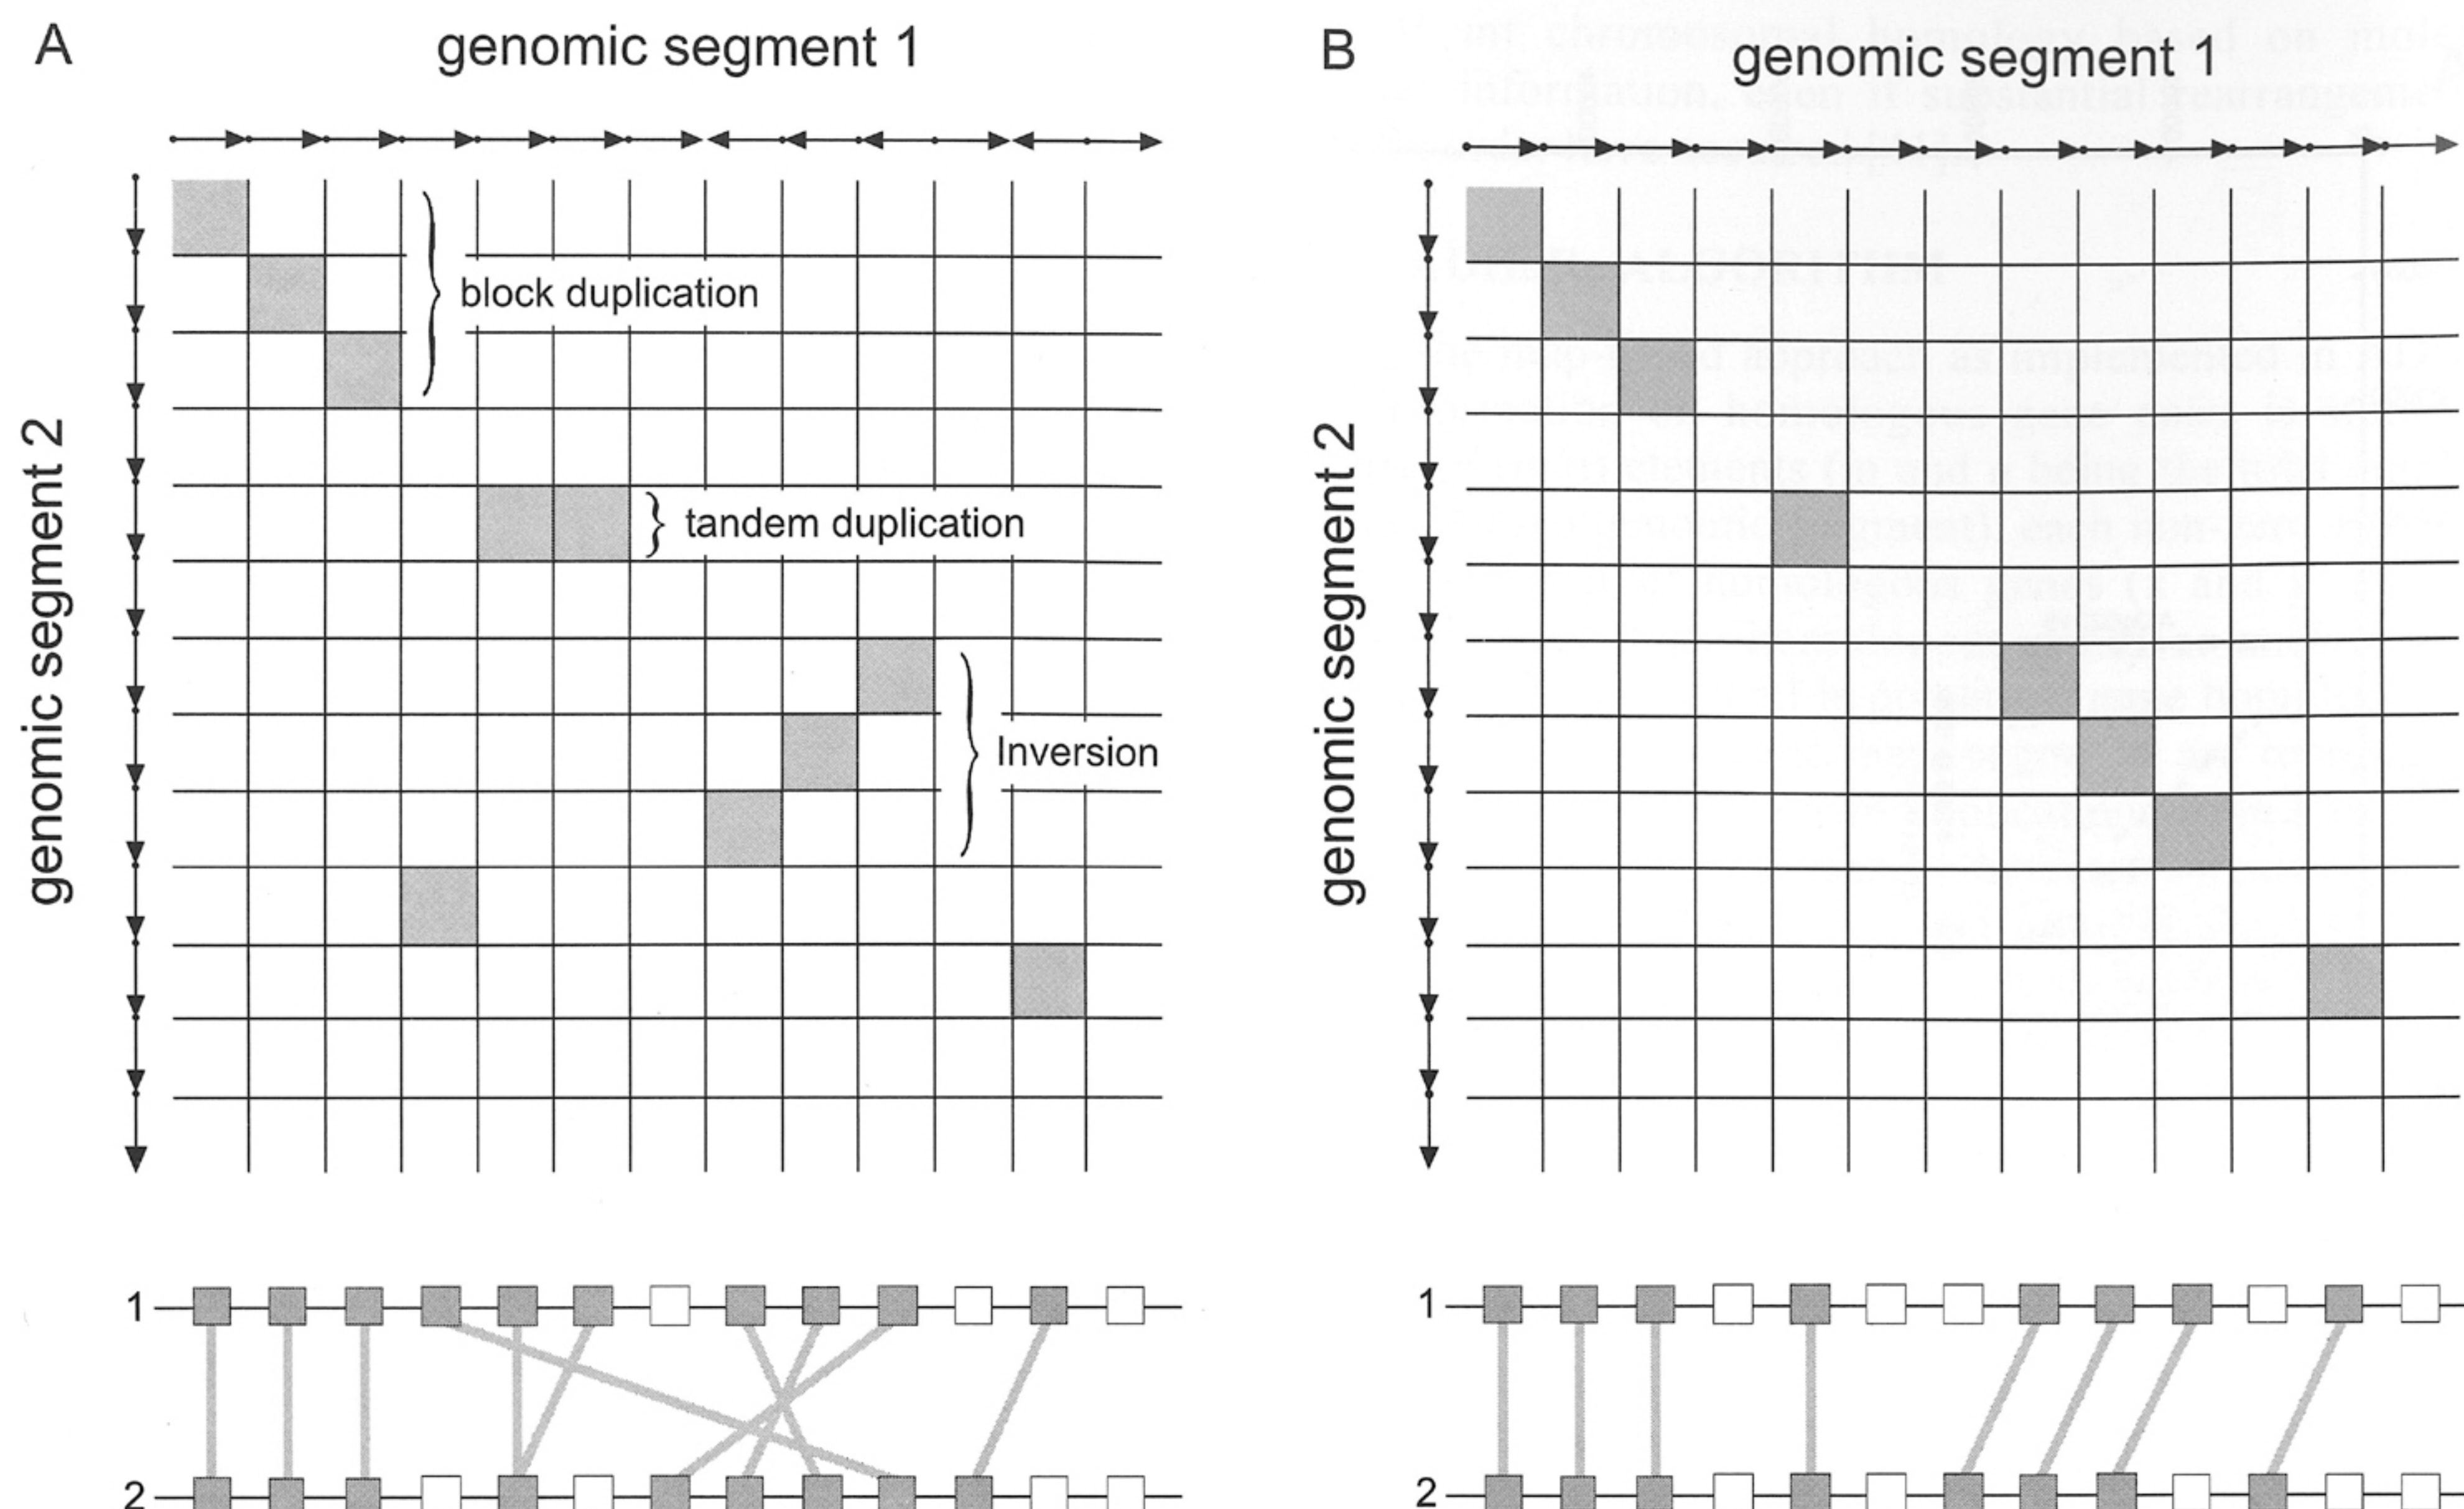 A
genomic segment 1
genomic segment 2
block duplication
tandem duplication
Inversion
1
2
B
genomic segment 1
genomic segment 2
1
2